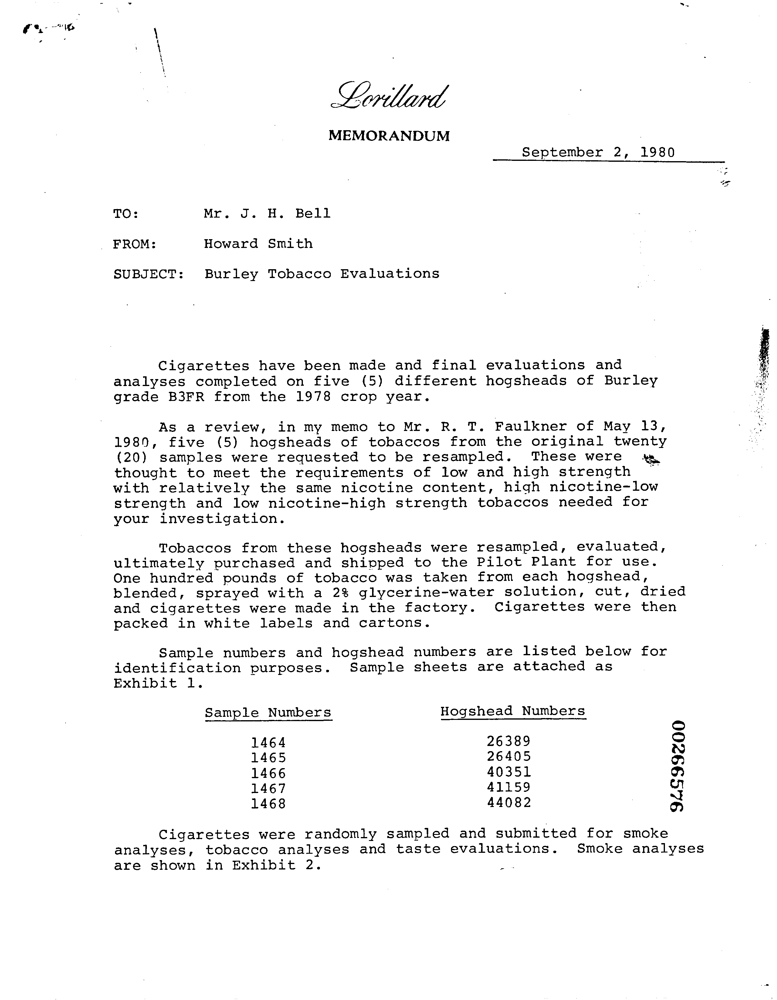 Lorillard
MEMORANDUM
September 2, 1980
TO: Mr. J. H. Bell
FROM: Howard Smith
SUBJECT: Burley Tobacco Evaluations
Cigarettes have been made and final evaluations and
analyses completed on five (5) different hogsheads of Burley
grade B3FR from the 1978 crop year.
As a review, in my memo to Mr. R. T. Faulkner of May 13,
1980, five (5) hogsheads of tobaccos from the original twenty
(20) samples were requested to be resampled. These were
thought to meet the requirements of low and high strength
with relatively the same nicotine content, high nicotine-low
strength and low nicotine-high strength tobaccos needed for
your investigation.
Tobaccos from these hogsheads were resampled, evaluated,
ultimately purchased and shipped to the Pilot Plant for use.
One hundred pounds of tobacco was taken from each hogshead,
blended, sprayed with a 2% glycerine-water solution, cut, dried
and cigarettes were made in the factory. Cigarettes were then
packed in white labels and cartons.
Sample numbers and hogshead numbers are listed below for
identification purposes. Sample sheets are attached as
Exhibit 1.
Sample Numbers Hogshead Numbers
1464 26389
1465 26405
1466 40351
1467 41159
1468 44082
00266576
Cigarettes were randomly sampled and submitted for smoke
analyses, tobacco analyses and taste evaluations. Smoke analyses
are shown in Exhibit 2.